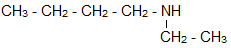 CH₃ - CH₂ - CH₂ - CH₂ - NH
CH₂ - CH₃